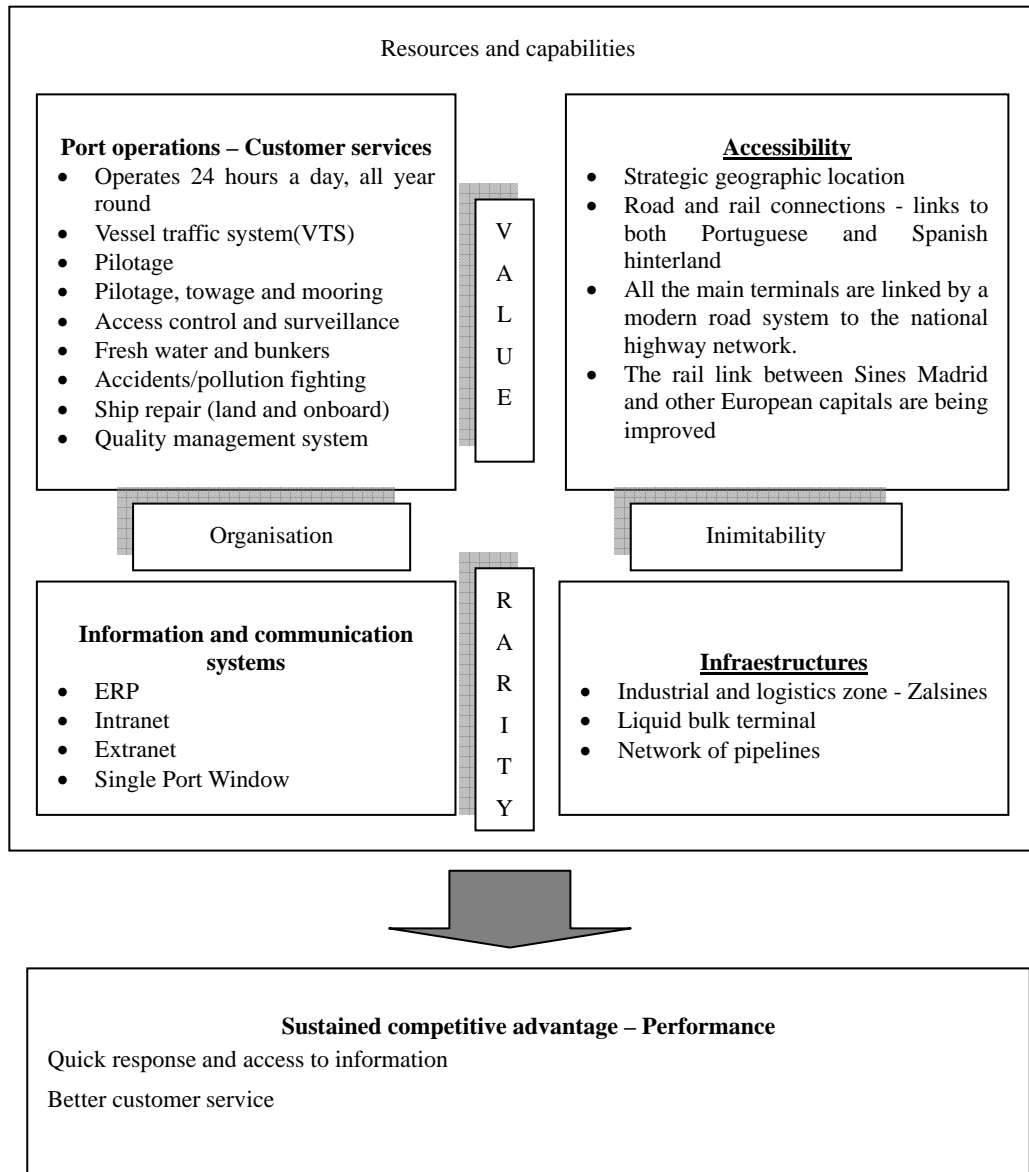 Resources and capabilities
Port operations – Customer services
• Operates 24 hours a day, all year
round
• Vessel traffic system(VTS)
• Pilotage
• Pilotage, towage and mooring
• Access control and surveillance
• Fresh water and bunkers
• Accidents/pollution fighting
• Ship repair (land and onboard)
• Quality management system
V
A
L
U
E
Accessibility
• Strategic geographic location
• Road and rail connections - links to
both Portuguese and Spanish
hinterland
• All the main terminals are linked by a
modern road system to the national
highway network.
• The rail link between Sines Madrid
and other European capitals are being
improved
Organisation
Inimitability
Information and communication
systems
• ERP
• Intranet
• Extranet
• Single Port Window
R
A
R
I
T
Y
Infraestructures
• Industrial and logistics zone - Zalsines
• Liquid bulk terminal
• Network of pipelines
Sustained competitive advantage – Performance
Quick response and access to information
Better customer service